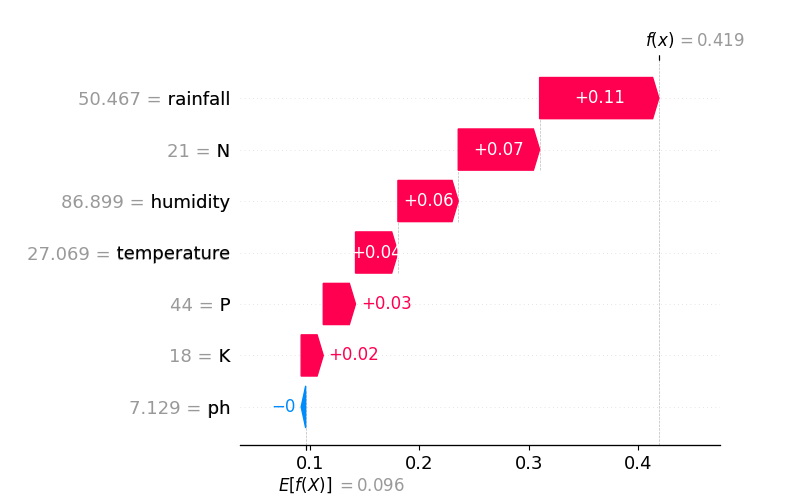 f(x) = 0.419
50.467 = rainfall
+0.11
21 = N
+0.07
86.899 = humidity
+0.06
27.069 = temperature
+0.04
44 = P
+0.03
18 = K
+0.02
7.129 = ph
−0
0.1 0.2 0.3 0.4
E[f(X)] = 0.096